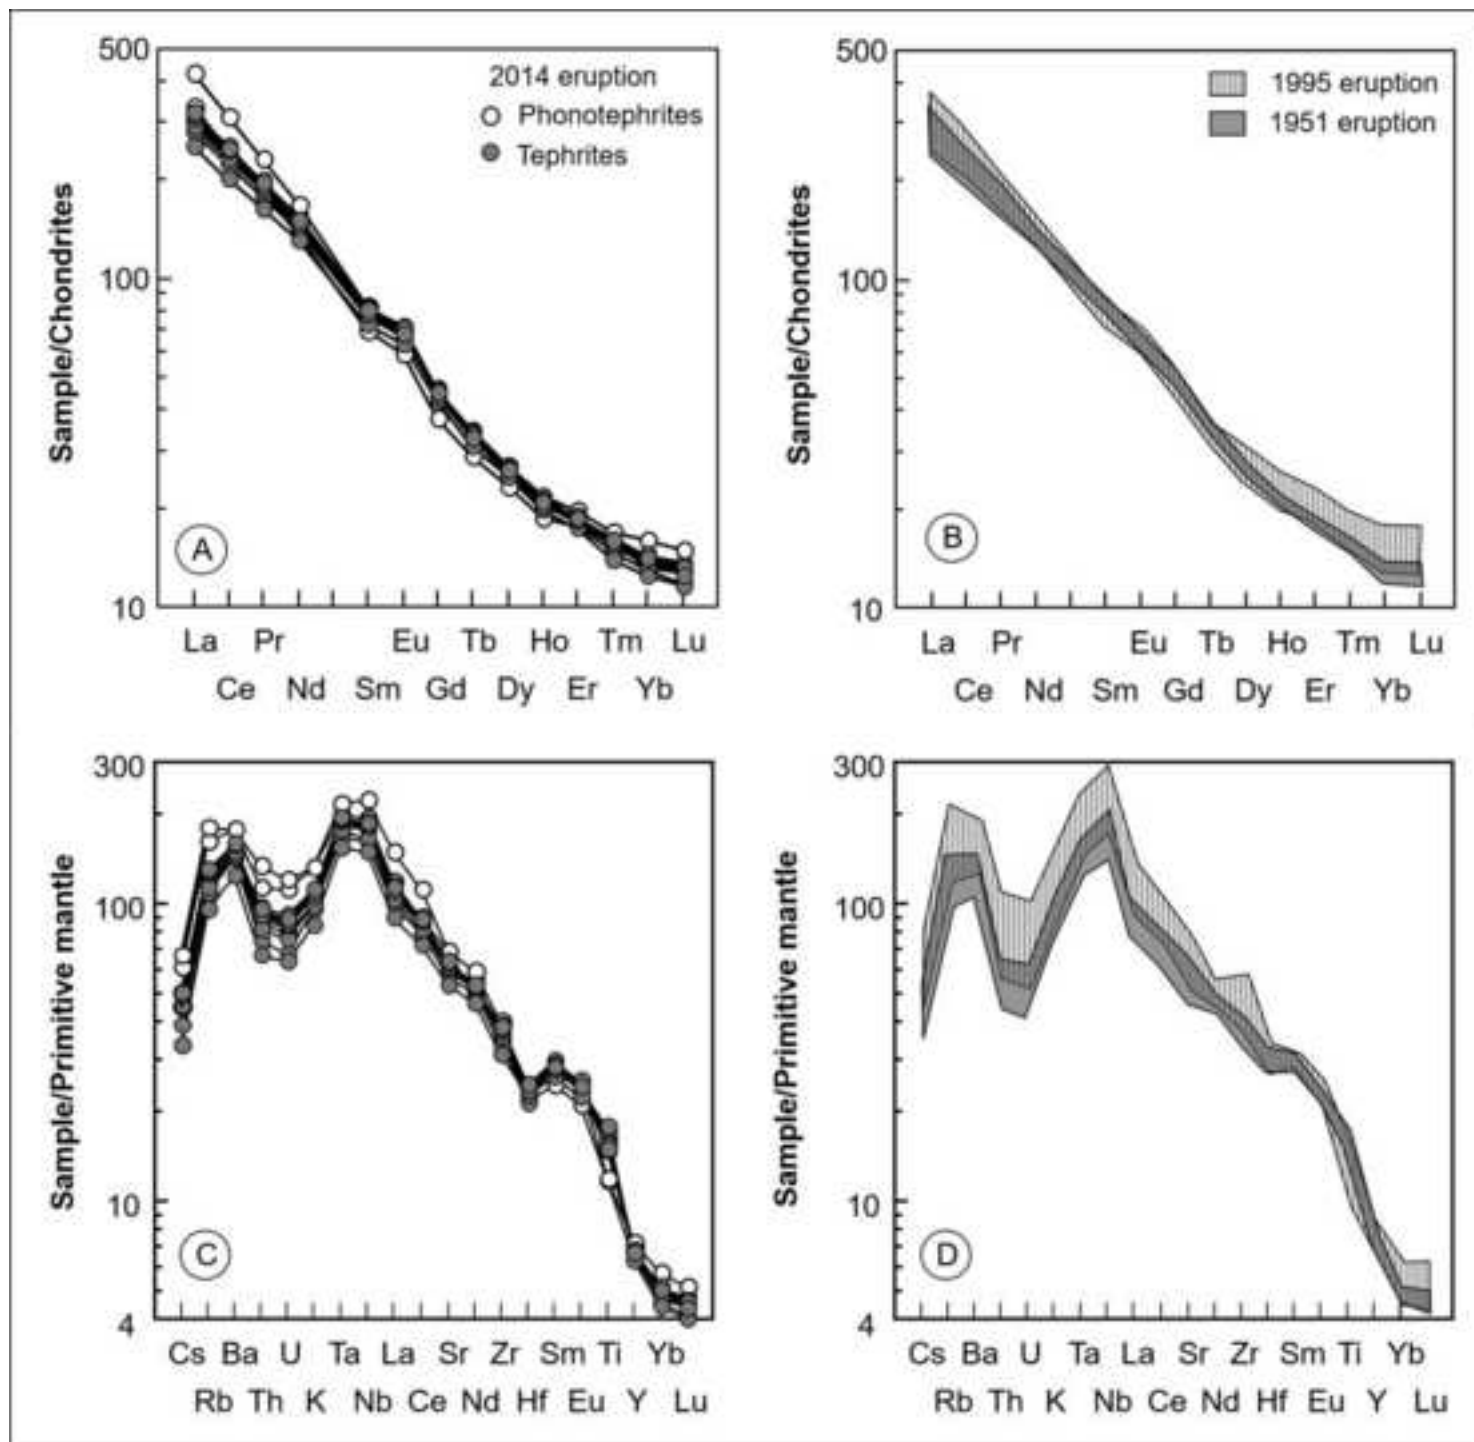 500
100
10
Sample/Chondrites
2014 eruption
Phonotephrites
Tephrites
A
La Pr Eu Tb Ho Tm Lu
Ce Nd Sm Gd Dy Er Yb
500
100
10
Sample/Chondrites
1995 eruption
1951 eruption
B
La Pr Eu Tb Ho Tm Lu
Ce Nd Sm Gd Dy Er Yb
300
100
10
4
Sample/Primitive mantle
C
Cs Ba U Ta La Sr Zr Sm Ti Yb
Rb Th K Nb Ce Nd Hf Eu Y Lu
300
100
10
4
Sample/Primitive mantle
D
Cs Ba U Ta La Sr Zr Sm Ti Yb
Rb Th K Nb Ce Nd Hf Eu Y Lu